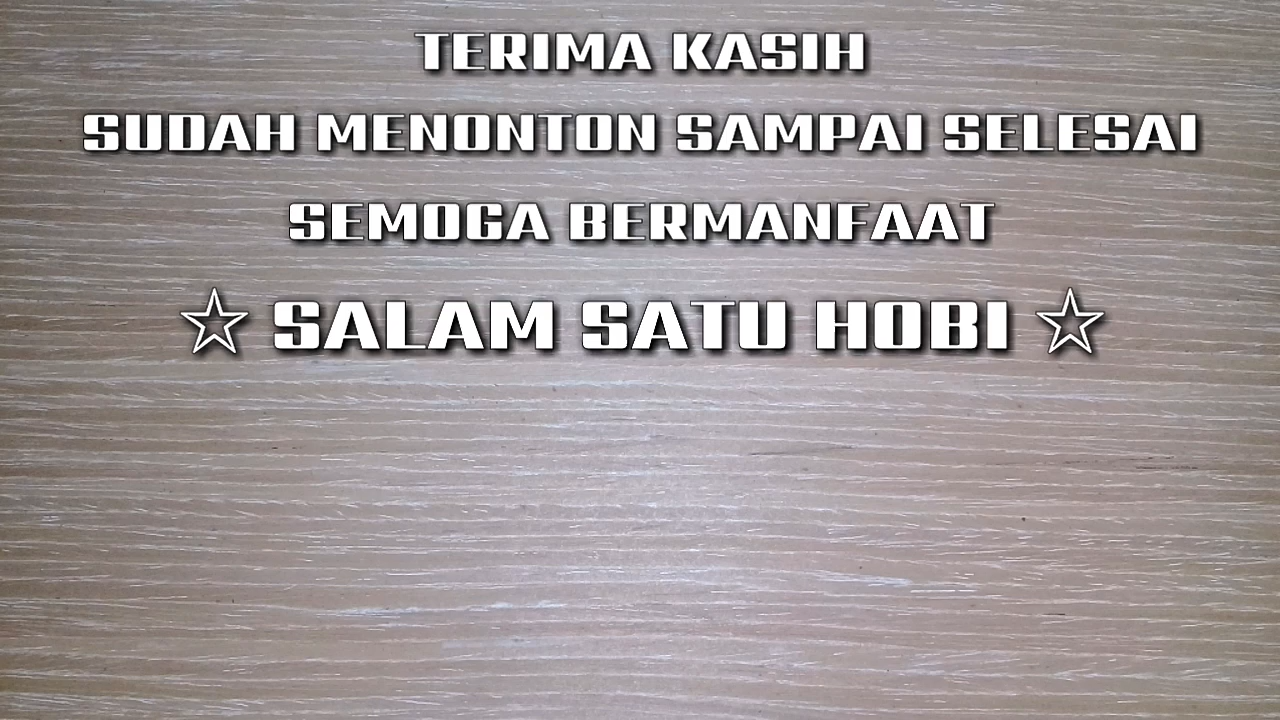 TERIMA KASIH
SUDAH MENONTON SAMPAI SELESAI
SEMOGA BERMANFAAT
☆ SALAM SATU HOBI ☆